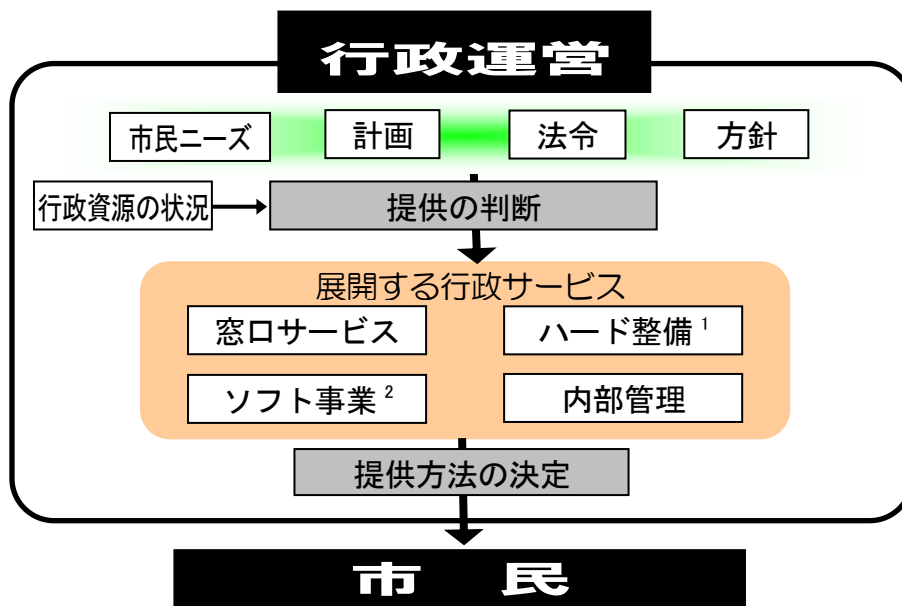 行政運営
市民ニーズ
計画
法令
方針
行政資源の状況
提供の判断
展開する行政サービス
窓口サービス
ハード整備 1
ソフト事業 2
内部管理
提供方法の決定
市 民